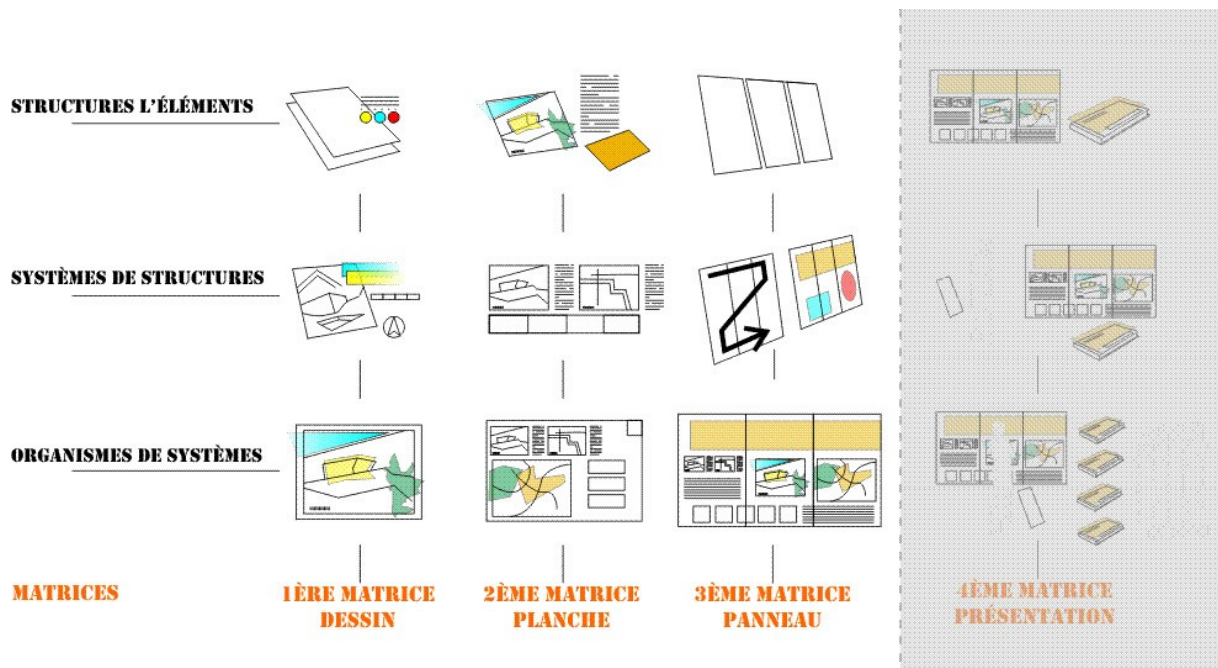 STRUCTURES L'ÉLÉMENTS
SYSTÈMES DE STRUCTURES
ORGANISMES DE SYSTÈMES
MATRICES
1ÈRE MATRICE
DESSIN
2ÈME MATRICE
PLANCHE
3ÈME MATRICE
PANNEAU
4ÈME MATRICE
PRÉSENTATION